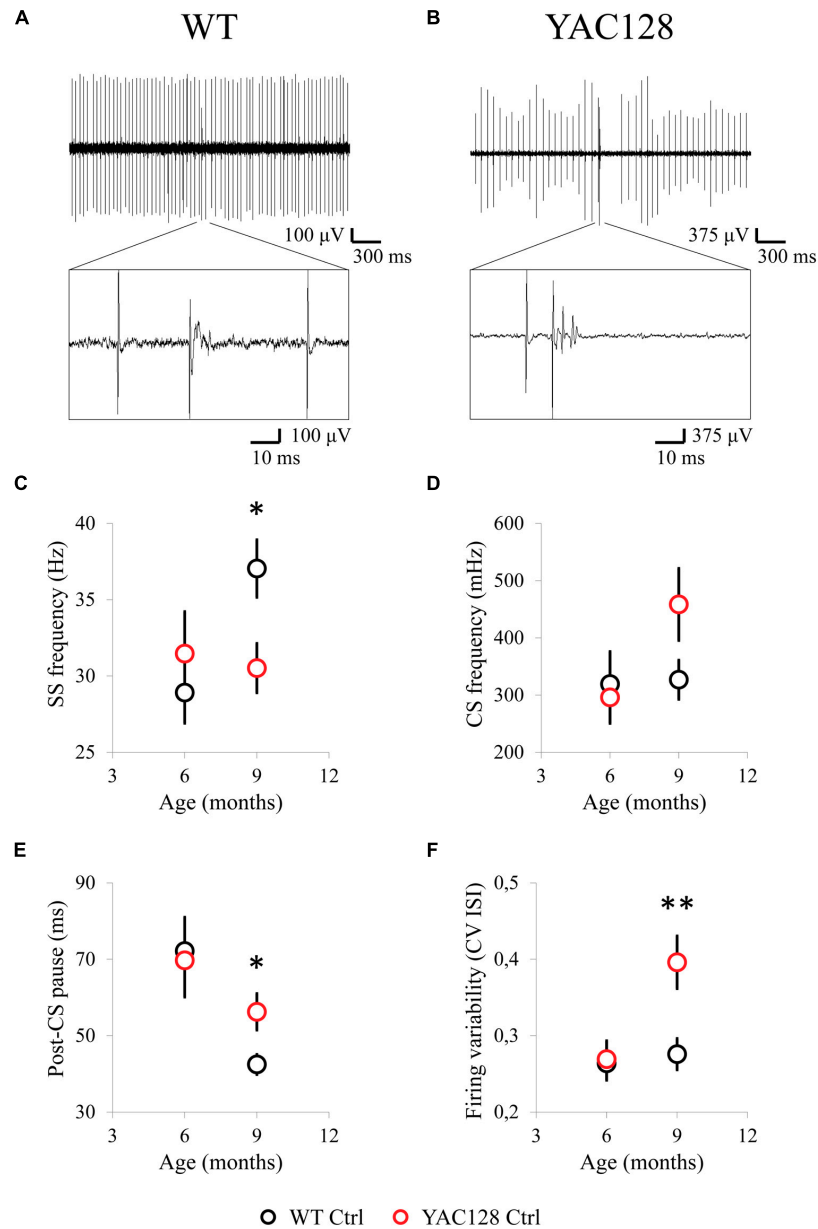 A
WT
B
YAC128
100 µV
300 ms
375 µV
300 ms
100 µV
10 ms
375 µV
10 ms
C
*
SS frequency (Hz)
40
35
30
25
3 6 9 12
Age (months)
D
CS frequency (mHz)
600
500
400
300
200
3 6 9 12
Age (months)
E
*
Post-CS pause (ms)
90
70
50
30
3 6 9 12
Age (months)
F
**
Firing variability (CV ISI)
0,5
0,4
0,3
0,2
3 6 9 12
Age (months)
WT Ctrl YAC128 Ctrl